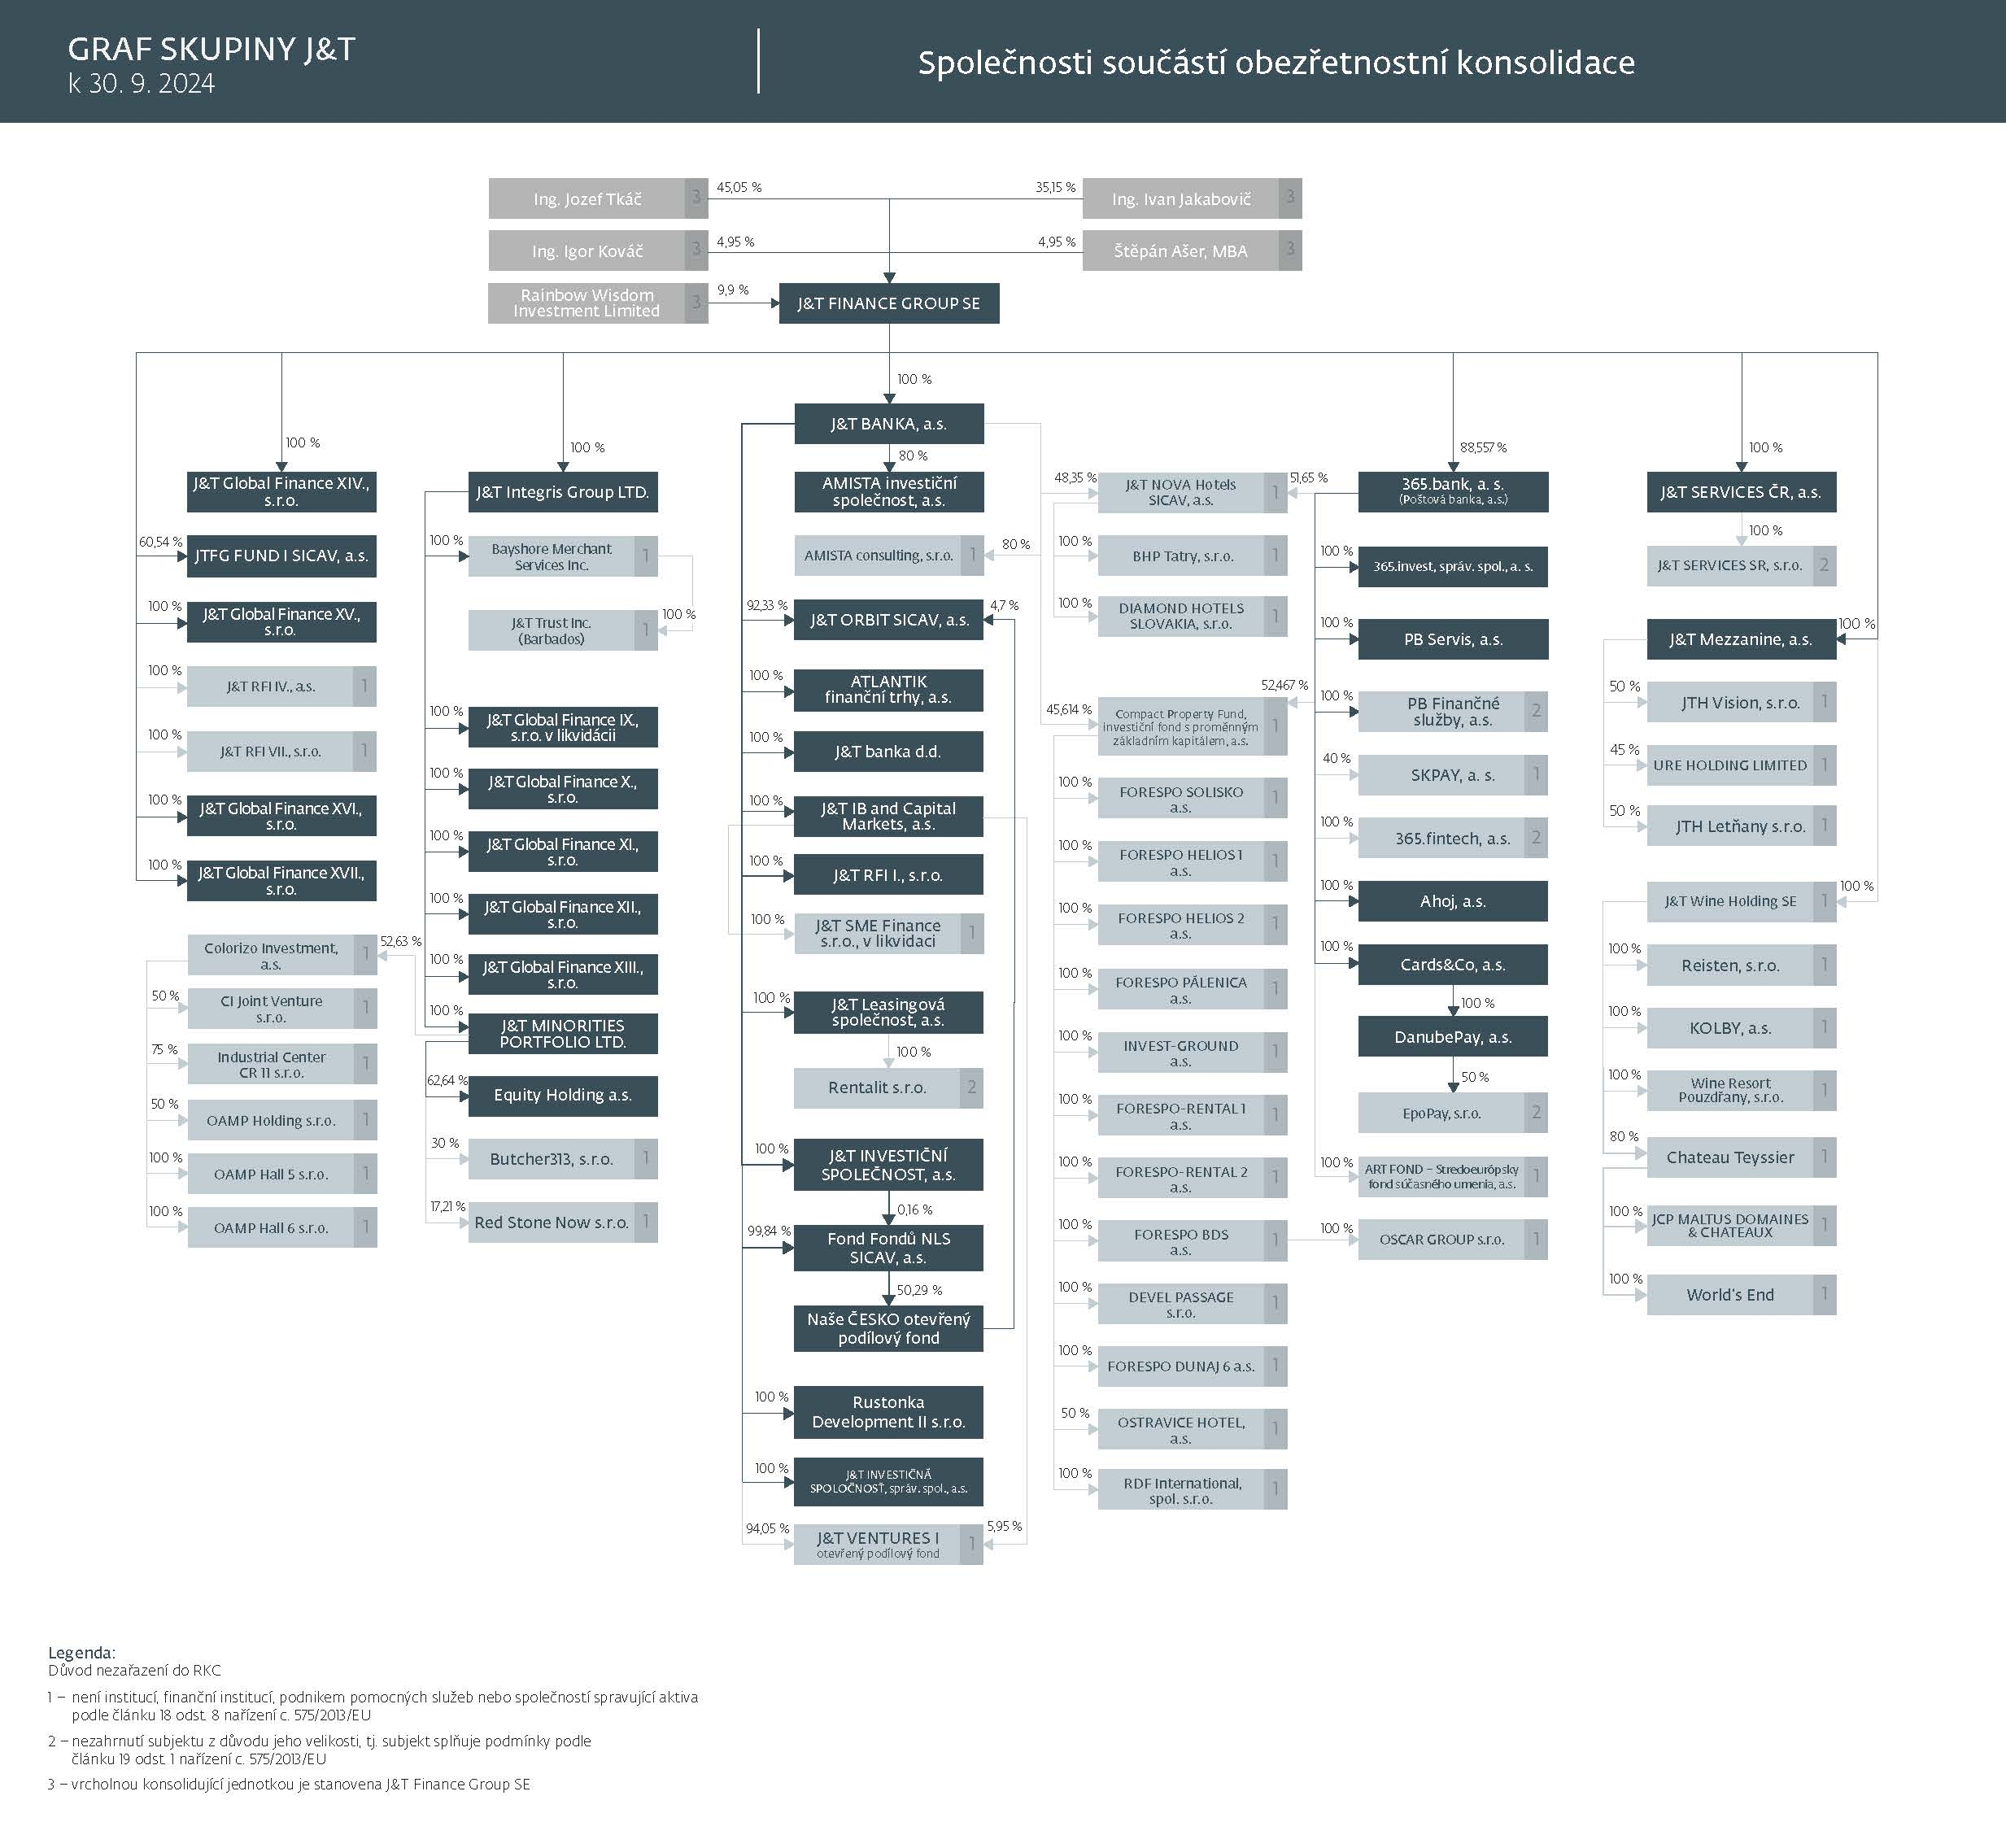 GRAF SKUPINY J&T
k 30. 9. 2024
Společnosti součástí obezřetnostní konsolidace
Ing. Jozef Tkáč
3
45,05 %
35,15 %
Ing. Ivan Jakabovič
3
Ing. Igor Kováč
3
4,95 %
4,95 %
Štěpán Ašer, MBA
3
Rainbow Wisdom
Investment Limited
3
9,9 %
J&T FINANCE GROUP SE
100 %
J&T Global Finance XIV.,
s.r.o.
60,54 %
JTFG FUND I SICAV, a.s.
100 %
J&T Global Finance XV.,
s.r.o.
100 %
J&T RFI IV., a.s.
1
100 %
J&T RFI VII., s.r.o.
1
100 %
J&T Global Finance XVI.,
s.r.o.
100 %
J&T Global Finance XVII.,
s.r.o.
Colorizo Investment,
a.s.
1
52,63 %
50 %
CI Joint Venture
s.r.o.
1
75 %
Industrial Center
CR 11 s.r.o.
1
50 %
OAMP Holding s.r.o.
1
100 %
OAMP Hall 5 s.r.o.
1
100 %
OAMP Hall 6 s.r.o.
1
100 %
J&T Integris Group LTD.
100 %
Bayshore Merchant
Services Inc.
1
100 %
J&T Trust Inc.
(Barbados)
1
100 %
J&T Global Finance IX.,
s.r.o. v likvidácii
100 %
J&T Global Finance X.,
s.r.o.
100 %
J&T Global Finance XI.,
s.r.o.
100 %
J&T Global Finance XII.,
s.r.o.
100 %
J&T Global Finance XIII.,
s.r.o.
100 %
J&T MINORITIES
PORTFOLIO LTD.
62,64 %
Equity Holding a.s.
30 %
Butcher313, s.r.o.
1
17,21 %
Red Stone Now s.r.o.
1
100 %
J&T BANKA, a.s.
80 %
AMISTA investiční
společnost, a.s.
AMISTA consulting, s.r.o.
1
80 %
92,33 %
J&T ORBIT SICAV, a.s.
4,7 %
100 %
ATLANTIK
finanční trhy, a.s.
100 %
J&T banka d.d.
100 %
J&T IB and Capital
Markets, a.s.
100 %
J&T RFI I., s.r.o.
100 %
J&T SME Finance
s.r.o., v likvidaci
1
100 %
J&T Leasingová
společnost, a.s.
100 %
Rentalit s.r.o.
2
100 %
J&T INVESTIČNÍ
SPOLEČNOST, a.s.
0,16 %
99,84 %
Fond Fondů NLS
SICAV, a.s.
50,29 %
Naše ČESKO otevřený
podílový fond
100 %
Rustonka
Development II s.r.o.
100 %
J&T INVESTIČNÁ
SPOLOČNOSŤ, správ. spol., a.s.
94,05 %
J&T VENTURES I
otevřený podílový fond
1
5,95 %
48,35 %
J&T NOVA Hotels
SICAV, a.s.
1
51,65 %
100 %
BHP Tatry, s.r.o.
1
100 %
DIAMOND HOTELS
SLOVAKIA, s.r.o.
1
52,467 %
45,614 %
Compact Property Fund,
investiční fond s proměnným
základním kapitálem, a.s.
1
100 %
FORESPO SOLISKO
a.s.
1
100 %
FORESPO HELIOS 1
a.s.
1
100 %
FORESPO HELIOS 2
a.s.
1
100 %
FORESPO PÁLENICA
a.s.
1
100 %
INVEST-GROUND
a.s.
1
100 %
FORESPO-RENTAL 1
a.s.
1
100 %
FORESPO-RENTAL 2
a.s.
1
100 %
FORESPO BDS
a.s.
1
100 %
DEVEL PASSAGE
s.r.o.
1
100 %
FORESPO DUNAJ 6 a.s.
1
50 %
OSTRAVICE HOTEL,
a.s.
1
100 %
RDF International,
spol. s.r.o.
1
88,557 %
365.bank, a. s.
(Poštová banka, a.s.)
100 %
365.invest, správ. spol., a. s.
100 %
PB Servis, a.s.
100 %
PB Finančné
služby, a.s.
2
40 %
SKPAY, a. s.
1
100 %
365.fintech, a.s.
2
100 %
Ahoj, a.s.
100 %
Cards&Co, a.s.
100 %
DanubePay, a.s.
50 %
EpoPay, s.r.o.
2
100 %
ART FOND – Stredoeurópsky
fond súčasného umenia, a.s.
1
100 %
OSCAR GROUP s.r.o.
1
100 %
J&T SERVICES ČR, a.s.
100 %
J&T SERVICES SR, s.r.o.
2
100 %
J&T Mezzanine, a.s.
50 %
JTH Vision, s.r.o.
1
45 %
URE HOLDING LIMITED
1
50 %
JTH Letňany s.r.o.
1
J&T Wine Holding SE
1
100 %
100 %
Reisten, s.r.o.
1
100 %
KOLBY, a.s.
1
100 %
Wine Resort
Pouzdřany, s.r.o.
1
80 %
Chateau Teyssier
1
100 %
JCP MALTUS DOMAINES
& CHATEAUX
1
100 %
World's End
1
Legenda:
Důvod nezařazení do RKC
1 – není institucí, finanční institucí, podnikem pomocných služeb nebo společností spravující aktiva
podle článku 18 odst. 8 nařízení c. 575/2013/EU
2 – nezahrnutí subjektu z důvodu jeho velikosti, tj. subjekt splňuje podmínky podle
článku 19 odst. 1 nařízení c. 575/2013/EU
3 – vrcholnou konsolidující jednotkou je stanovena J&T Finance Group SE